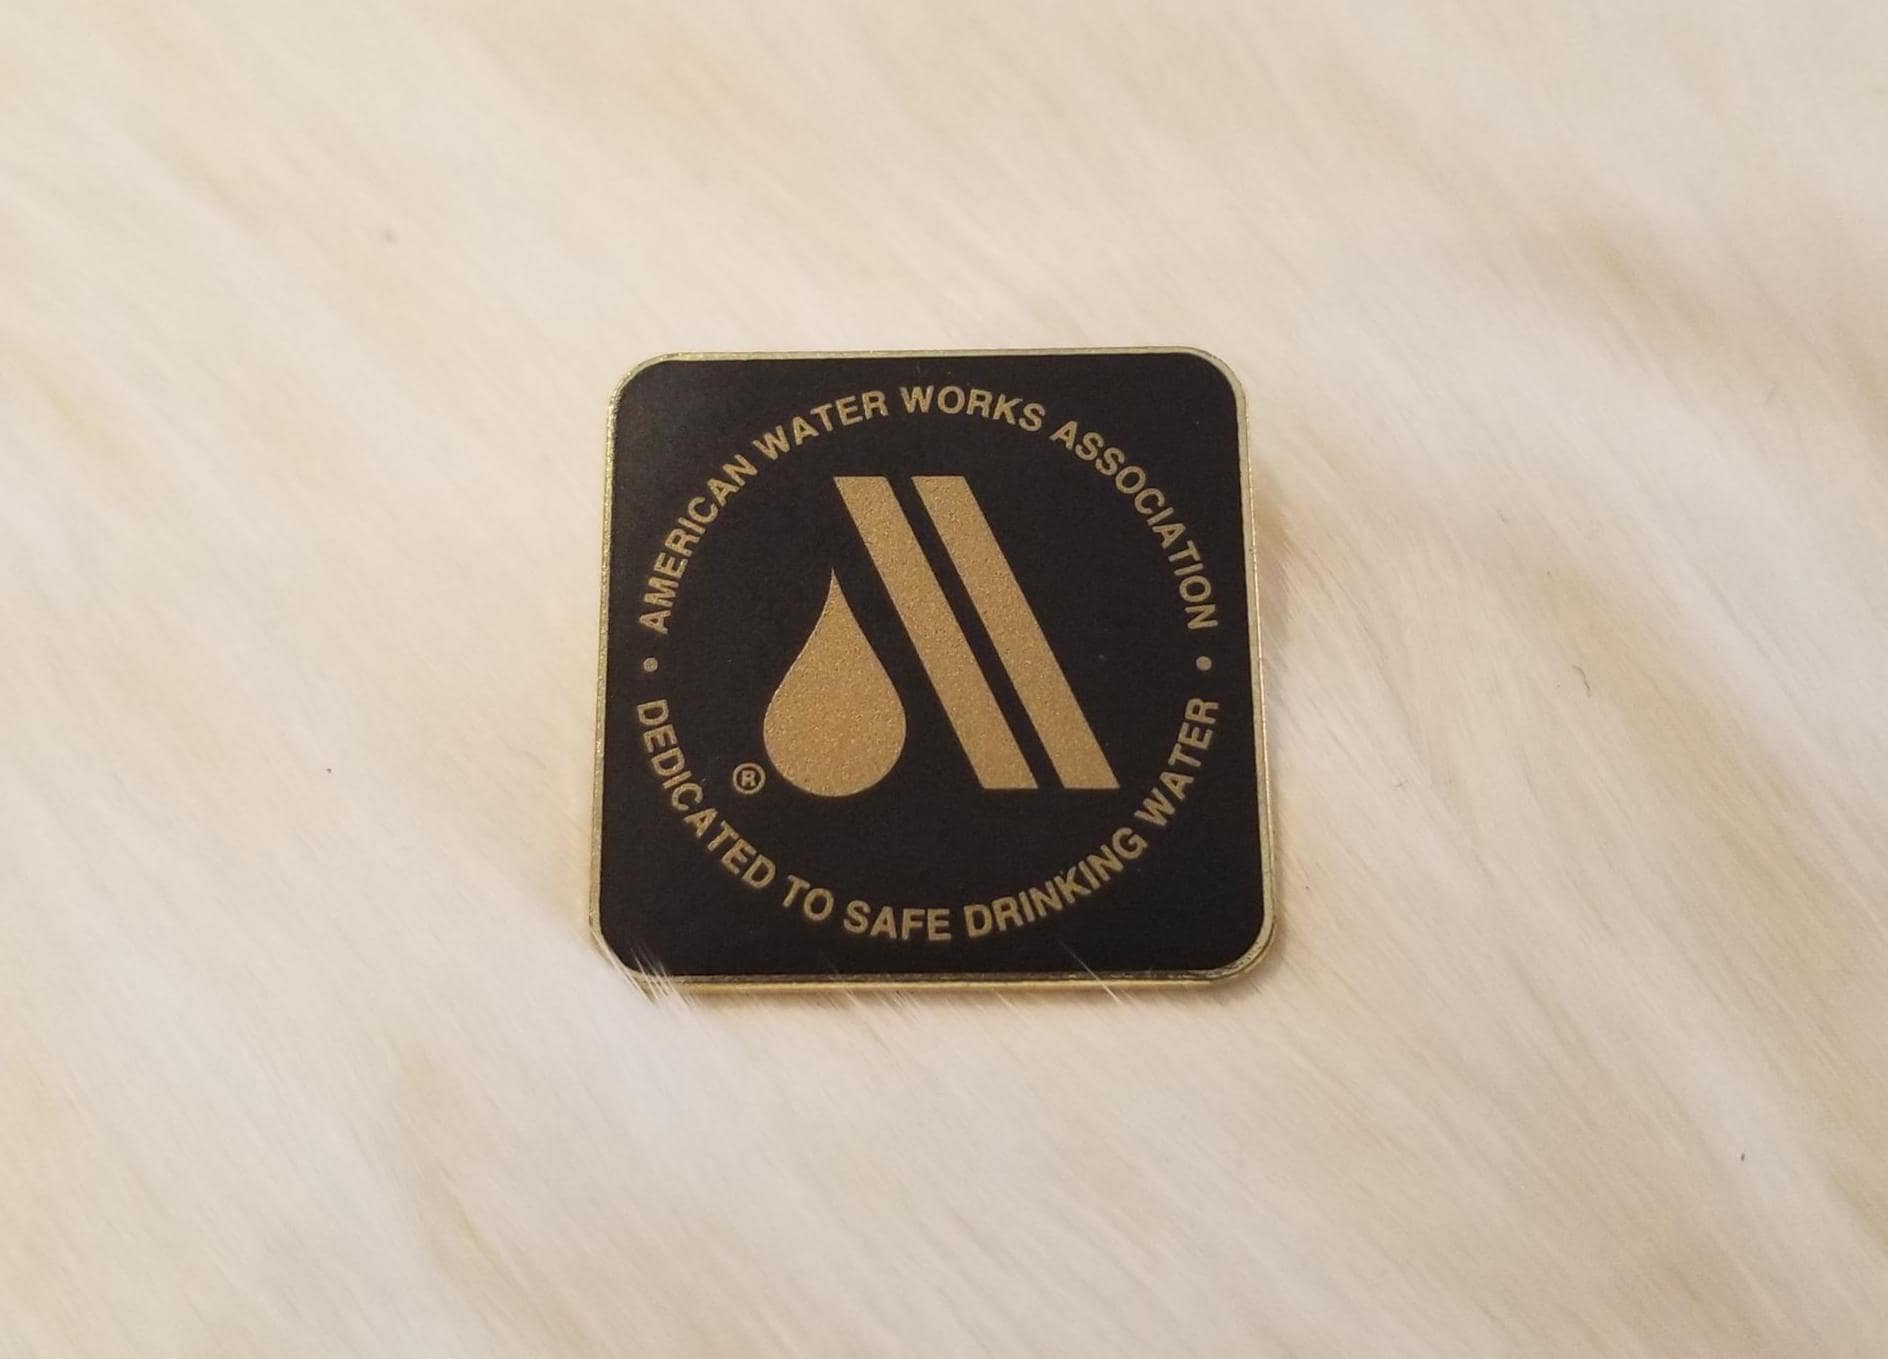 • AMERICAN WATER WORKS ASSOCIATION •
DEDICATED TO SAFE DRINKING WATER
®